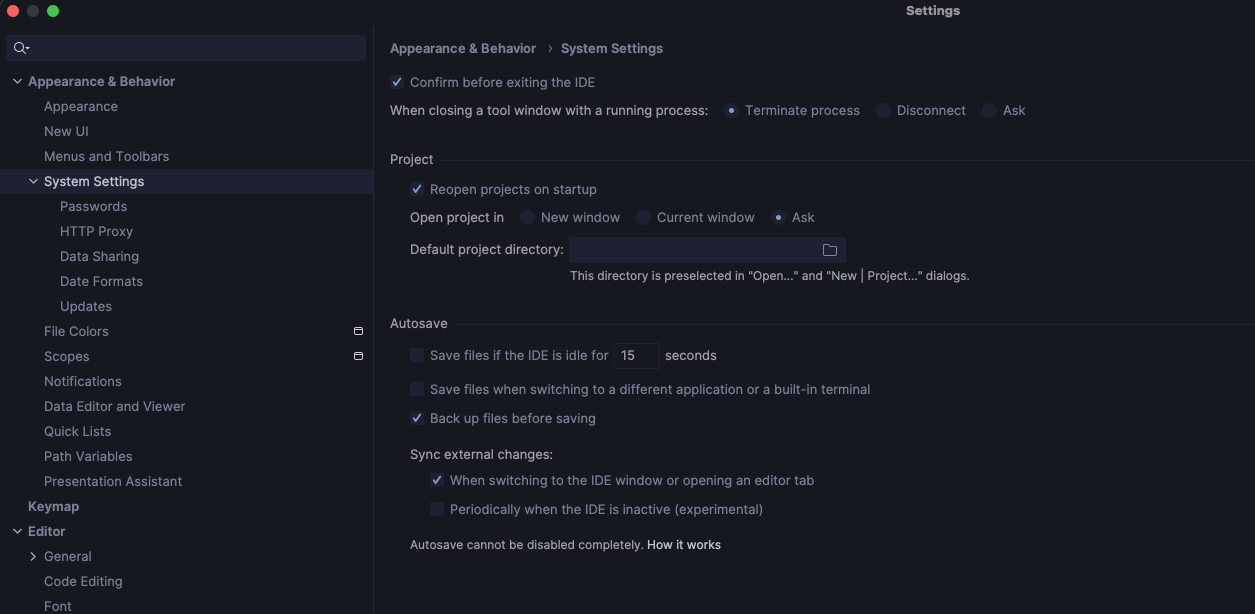 Settings
Appearance & Behavior
Appearance
New UI
Menus and Toolbars
System Settings
Passwords
HTTP Proxy
Data Sharing
Date Formats
Updates
File Colors
Scopes
Notifications
Data Editor and Viewer
Quick Lists
Path Variables
Presentation Assistant
Keymap
Editor
General
Code Editing
Font
Appearance & Behavior › System Settings
Confirm before exiting the IDE
When closing a tool window with a running process: Terminate process Disconnect Ask
Project
Reopen projects on startup
Open project in New window Current window Ask
Default project directory:
This directory is preselected in "Open..." and "New | Project..." dialogs.
Autosave
Save files if the IDE is idle for 15 seconds
Save files when switching to a different application or a built-in terminal
Back up files before saving
Sync external changes:
When switching to the IDE window or opening an editor tab
Periodically when the IDE is inactive (experimental)
Autosave cannot be disabled completely. How it works